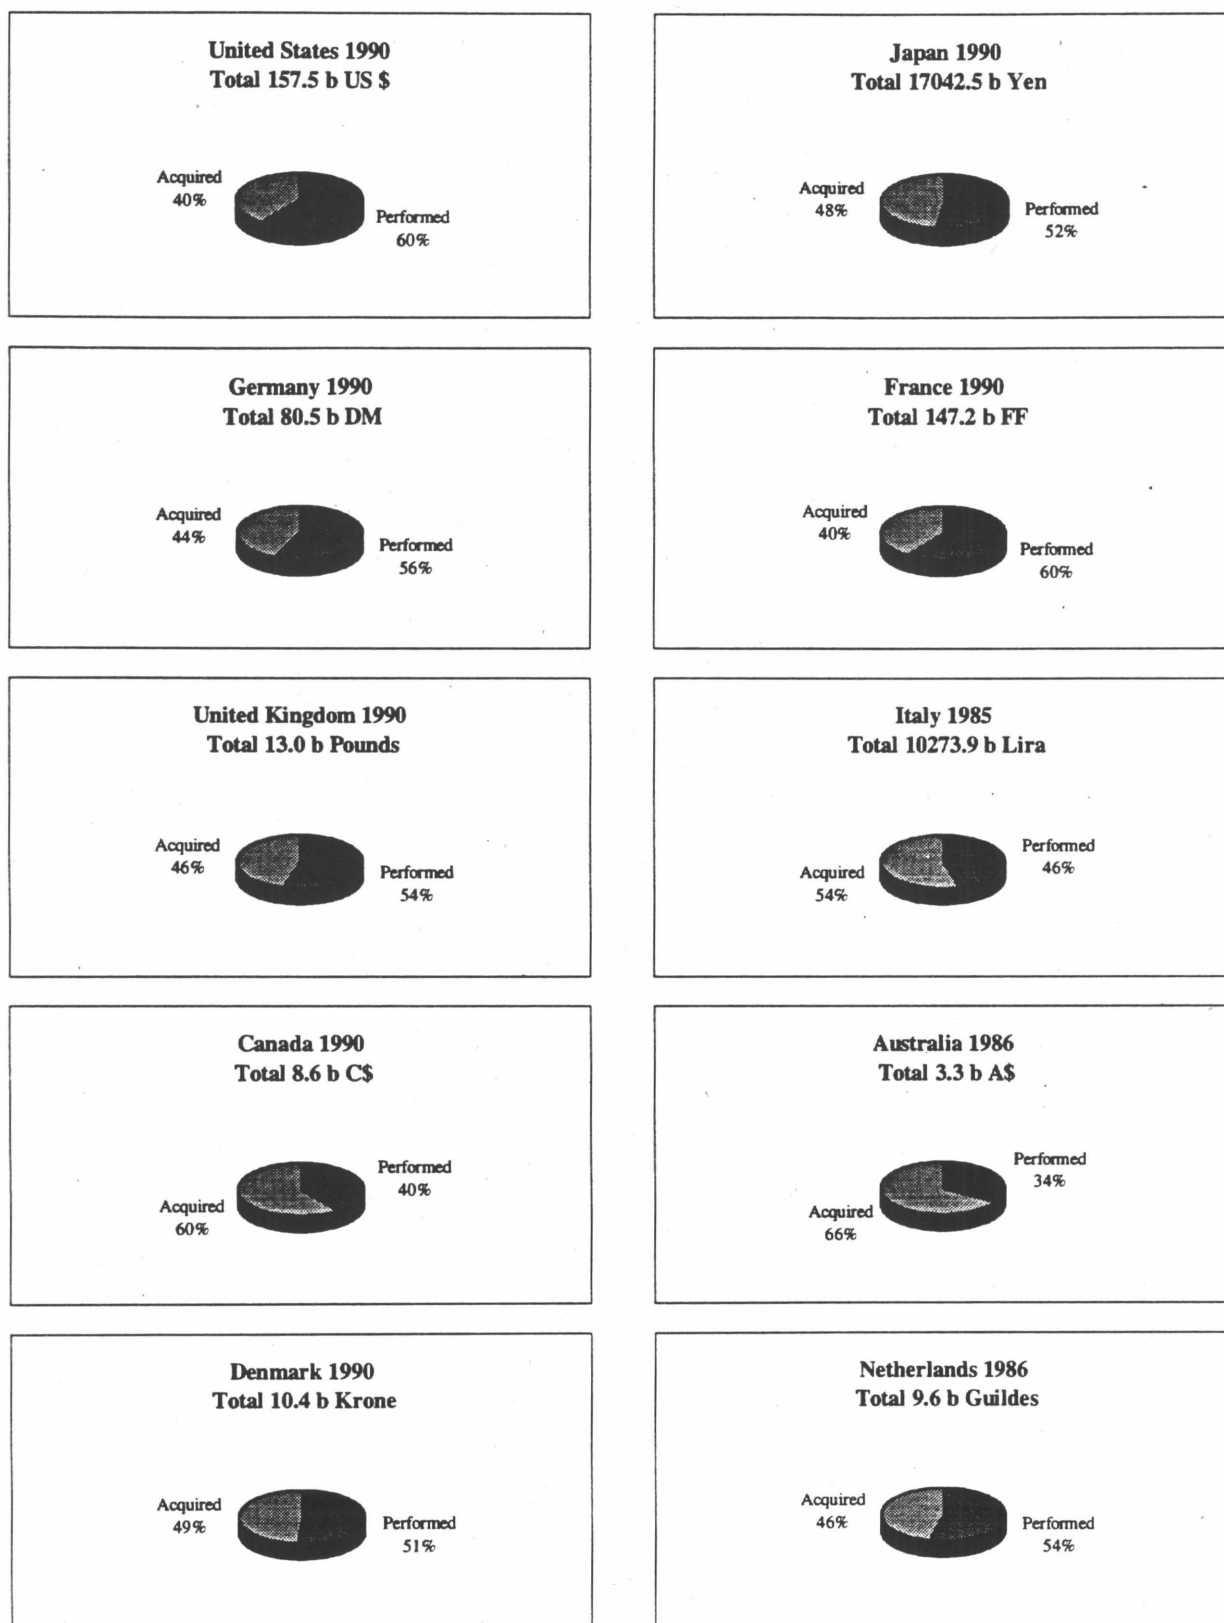 United States 1990
Total 157.5 b US $
Acquired
40%
Performed
60%
Japan 1990
Total 17042.5 b Yen
Acquired
48%
Performed
52%
Germany 1990
Total 80.5 b DM
Acquired
44%
Performed
56%
France 1990
Total 147.2 b FF
Acquired
40%
Performed
60%
United Kingdom 1990
Total 13.0 b Pounds
Acquired
46%
Performed
54%
Italy 1985
Total 10273.9 b Lira
Performed
46%
Acquired
54%
Canada 1990
Total 8.6 b C$
Performed
40%
Acquired
60%
Australia 1986
Total 3.3 b A$
Performed
34%
Acquired
66%
Denmark 1990
Total 10.4 b Krone
Acquired
49%
Performed
51%
Netherlands 1986
Total 9.6 b Guildes
Acquired
46%
Performed
54%